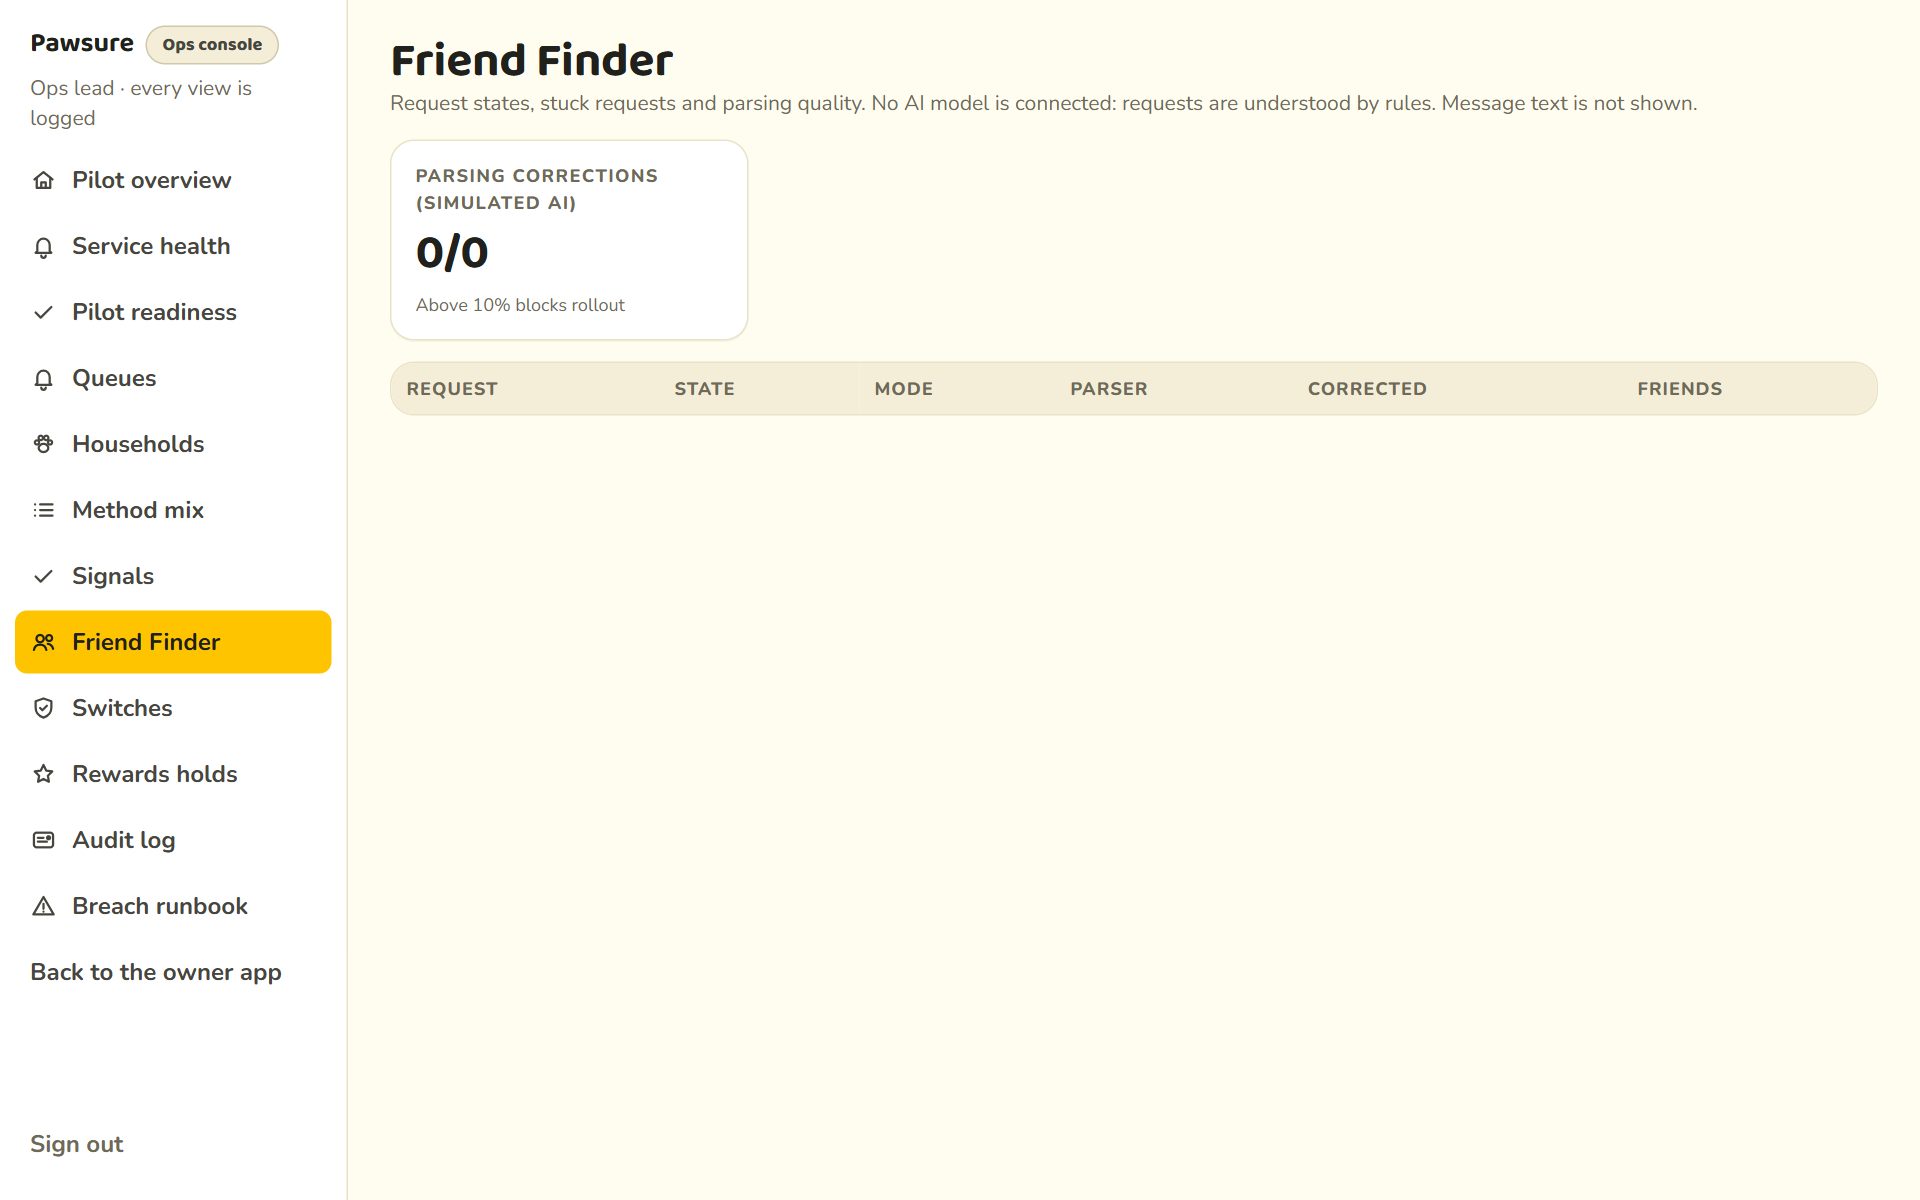 Pawsure
Ops console
Ops lead · every view is
logged
Pilot overview
Service health
Pilot readiness
Queues
Households
Method mix
Signals
Friend Finder
Switches
Rewards holds
Audit log
Breach runbook
Back to the owner app
Sign out
Friend Finder
Request states, stuck requests and parsing quality. No AI model is connected: requests are understood by rules. Message text is not shown.
PARSING CORRECTIONS
(SIMULATED AI)
0/0
Above 10% blocks rollout
REQUEST STATE MODE PARSER CORRECTED FRIENDS